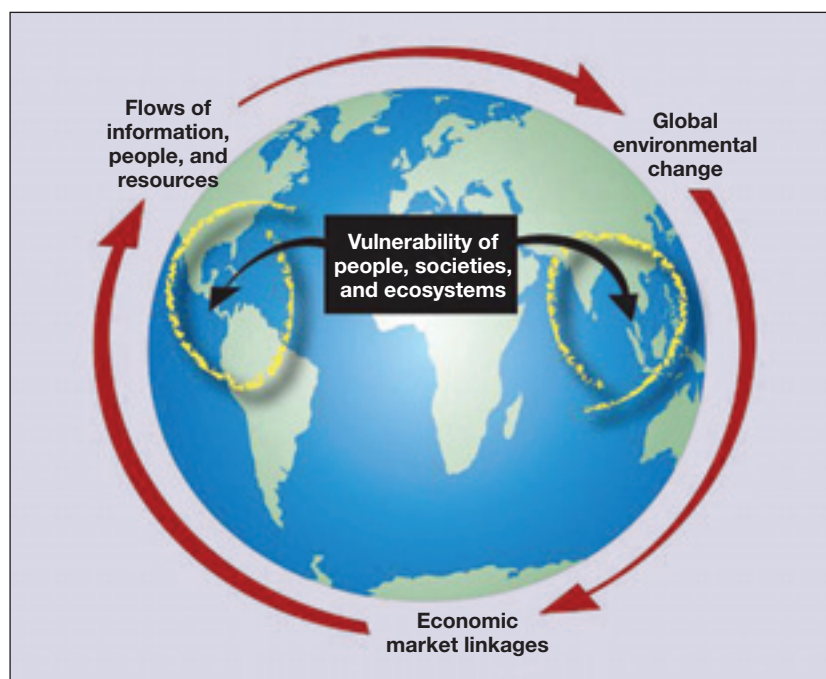 Flows of
information,
people, and
resources
Global
environmental
change
Vulnerability of
people, societies,
and ecosystems
Economic
market linkages